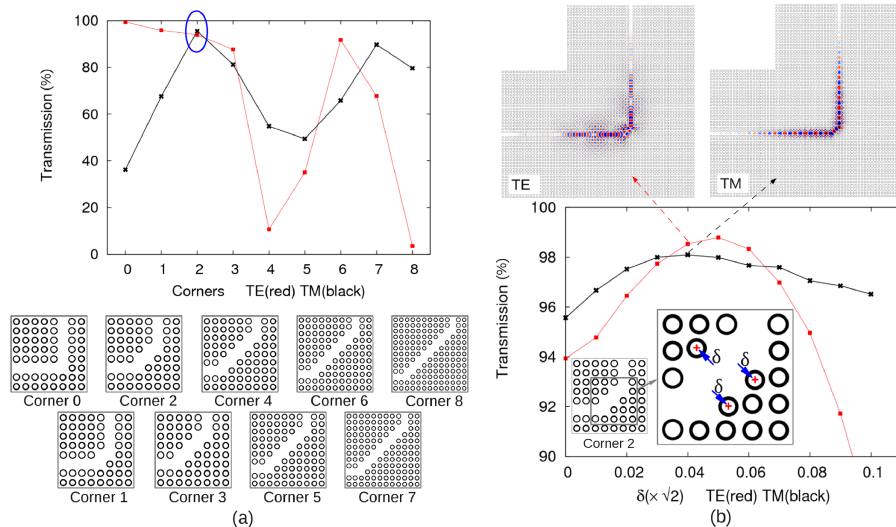 (a)
100
80
60
40
20
0
Transmission (%)
0 1 2 3 4 5 6 7 8
Corners TE(red) TM(black)
Corner 0
Corner 2
Corner 4
Corner 6
Corner 8
Corner 1
Corner 3
Corner 5
Corner 7
(a)
(b)
TE
TM
100
98
96
94
92
90
Transmission (%)
δ
δ
δ
Corner 2
0 0.02 0.04 0.06 0.08 0.1
δ(× √2) TE(red) TM(black)
(b)